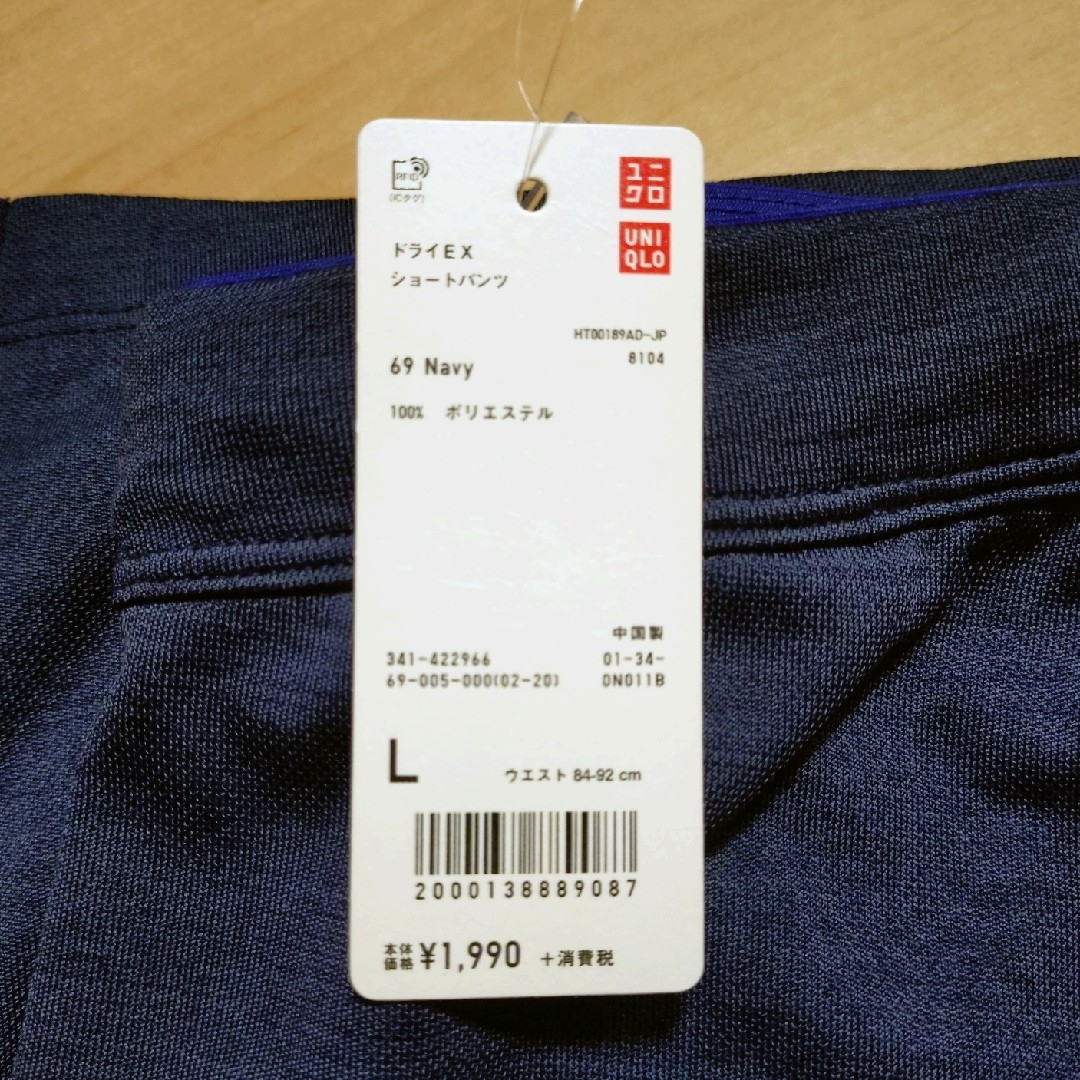 RFID
(ICタグ)
ユニ
クロ
UNI
QLO
ドライEX
ショートパンツ
HT00189AD-JP
8104
69 Navy
100% ポリエステル
中国製
341-422966 01-34-
69-005-000(02-20) 0N011B
L ウエスト 84-92 cm
2000138889087
本体
価格 ¥1,990 +消費税